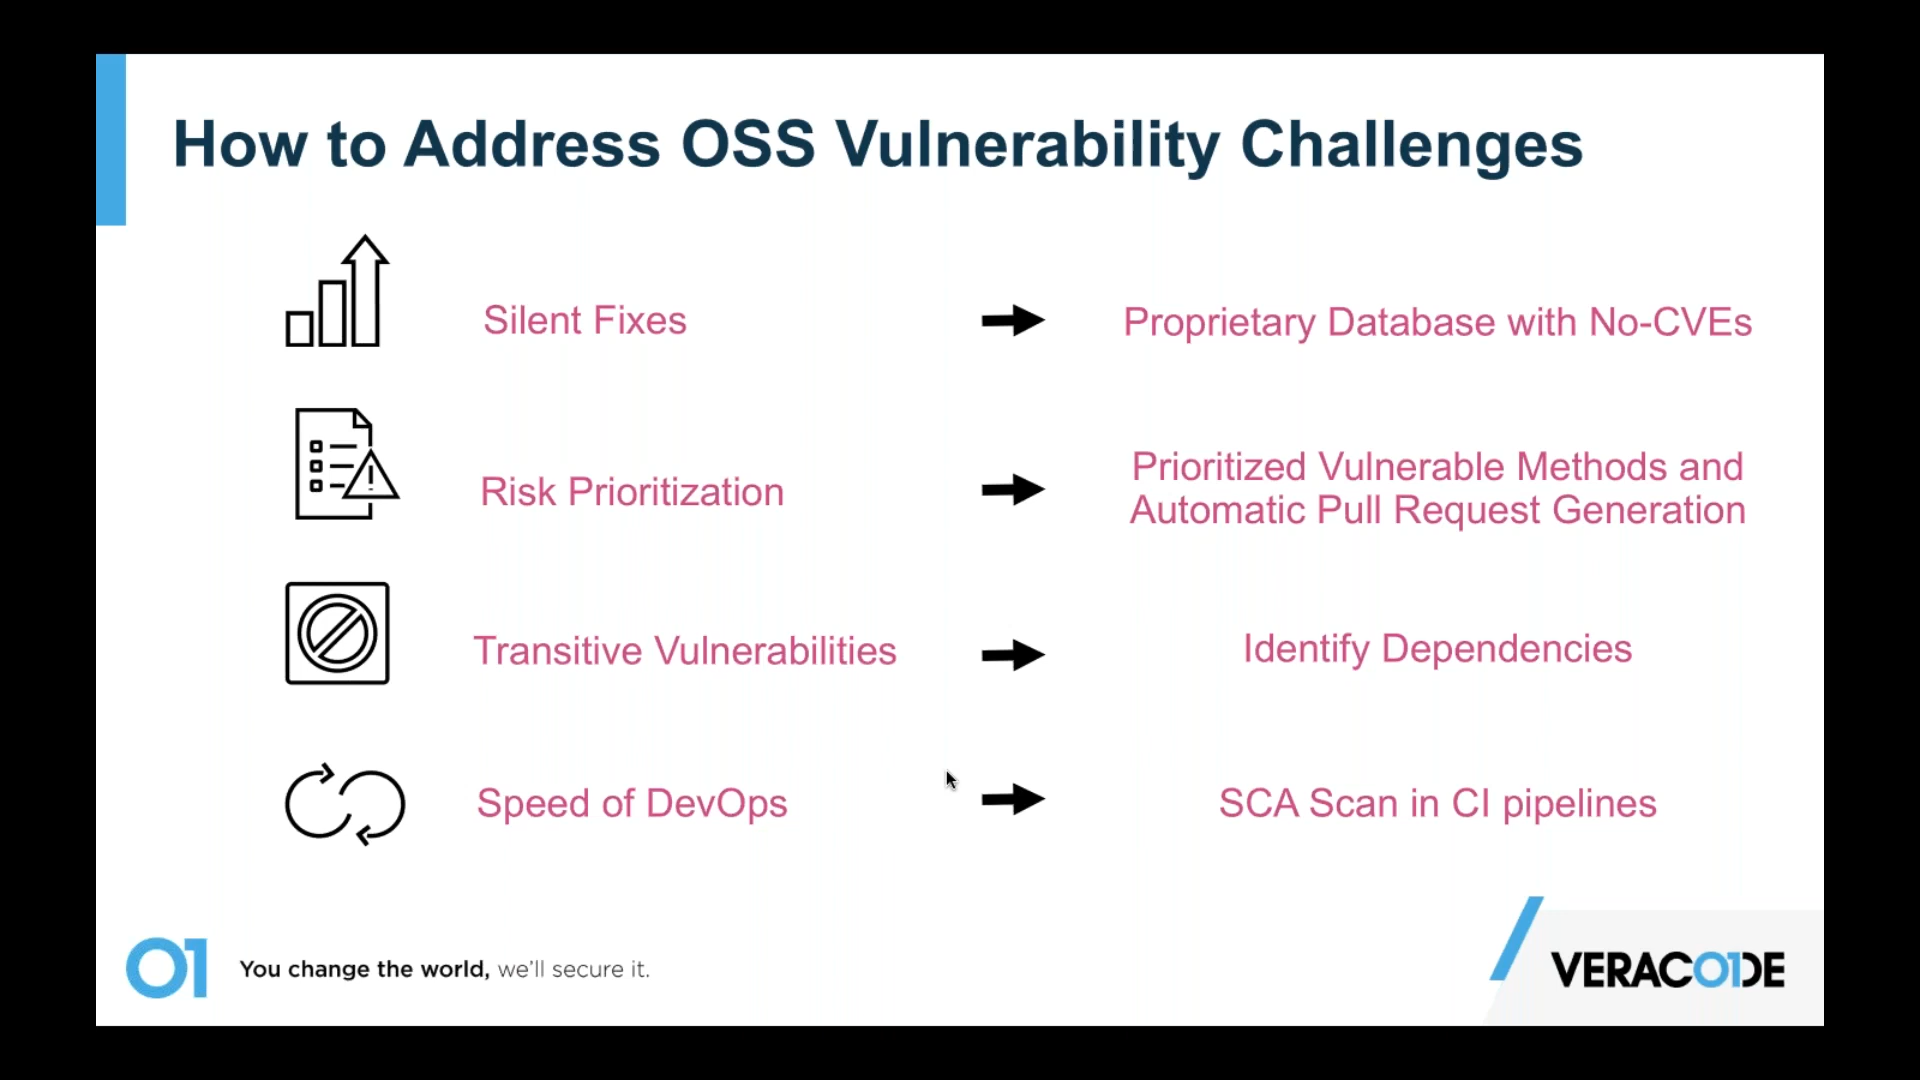 How to Address OSS Vulnerability Challenges
Silent Fixes
Proprietary Database with No-CVEs
Risk Prioritization
Prioritized Vulnerable Methods and
Automatic Pull Request Generation
Transitive Vulnerabilities
Identify Dependencies
Speed of DevOps
SCA Scan in CI pipelines
01 You change the world, we'll secure it.
VERACODE